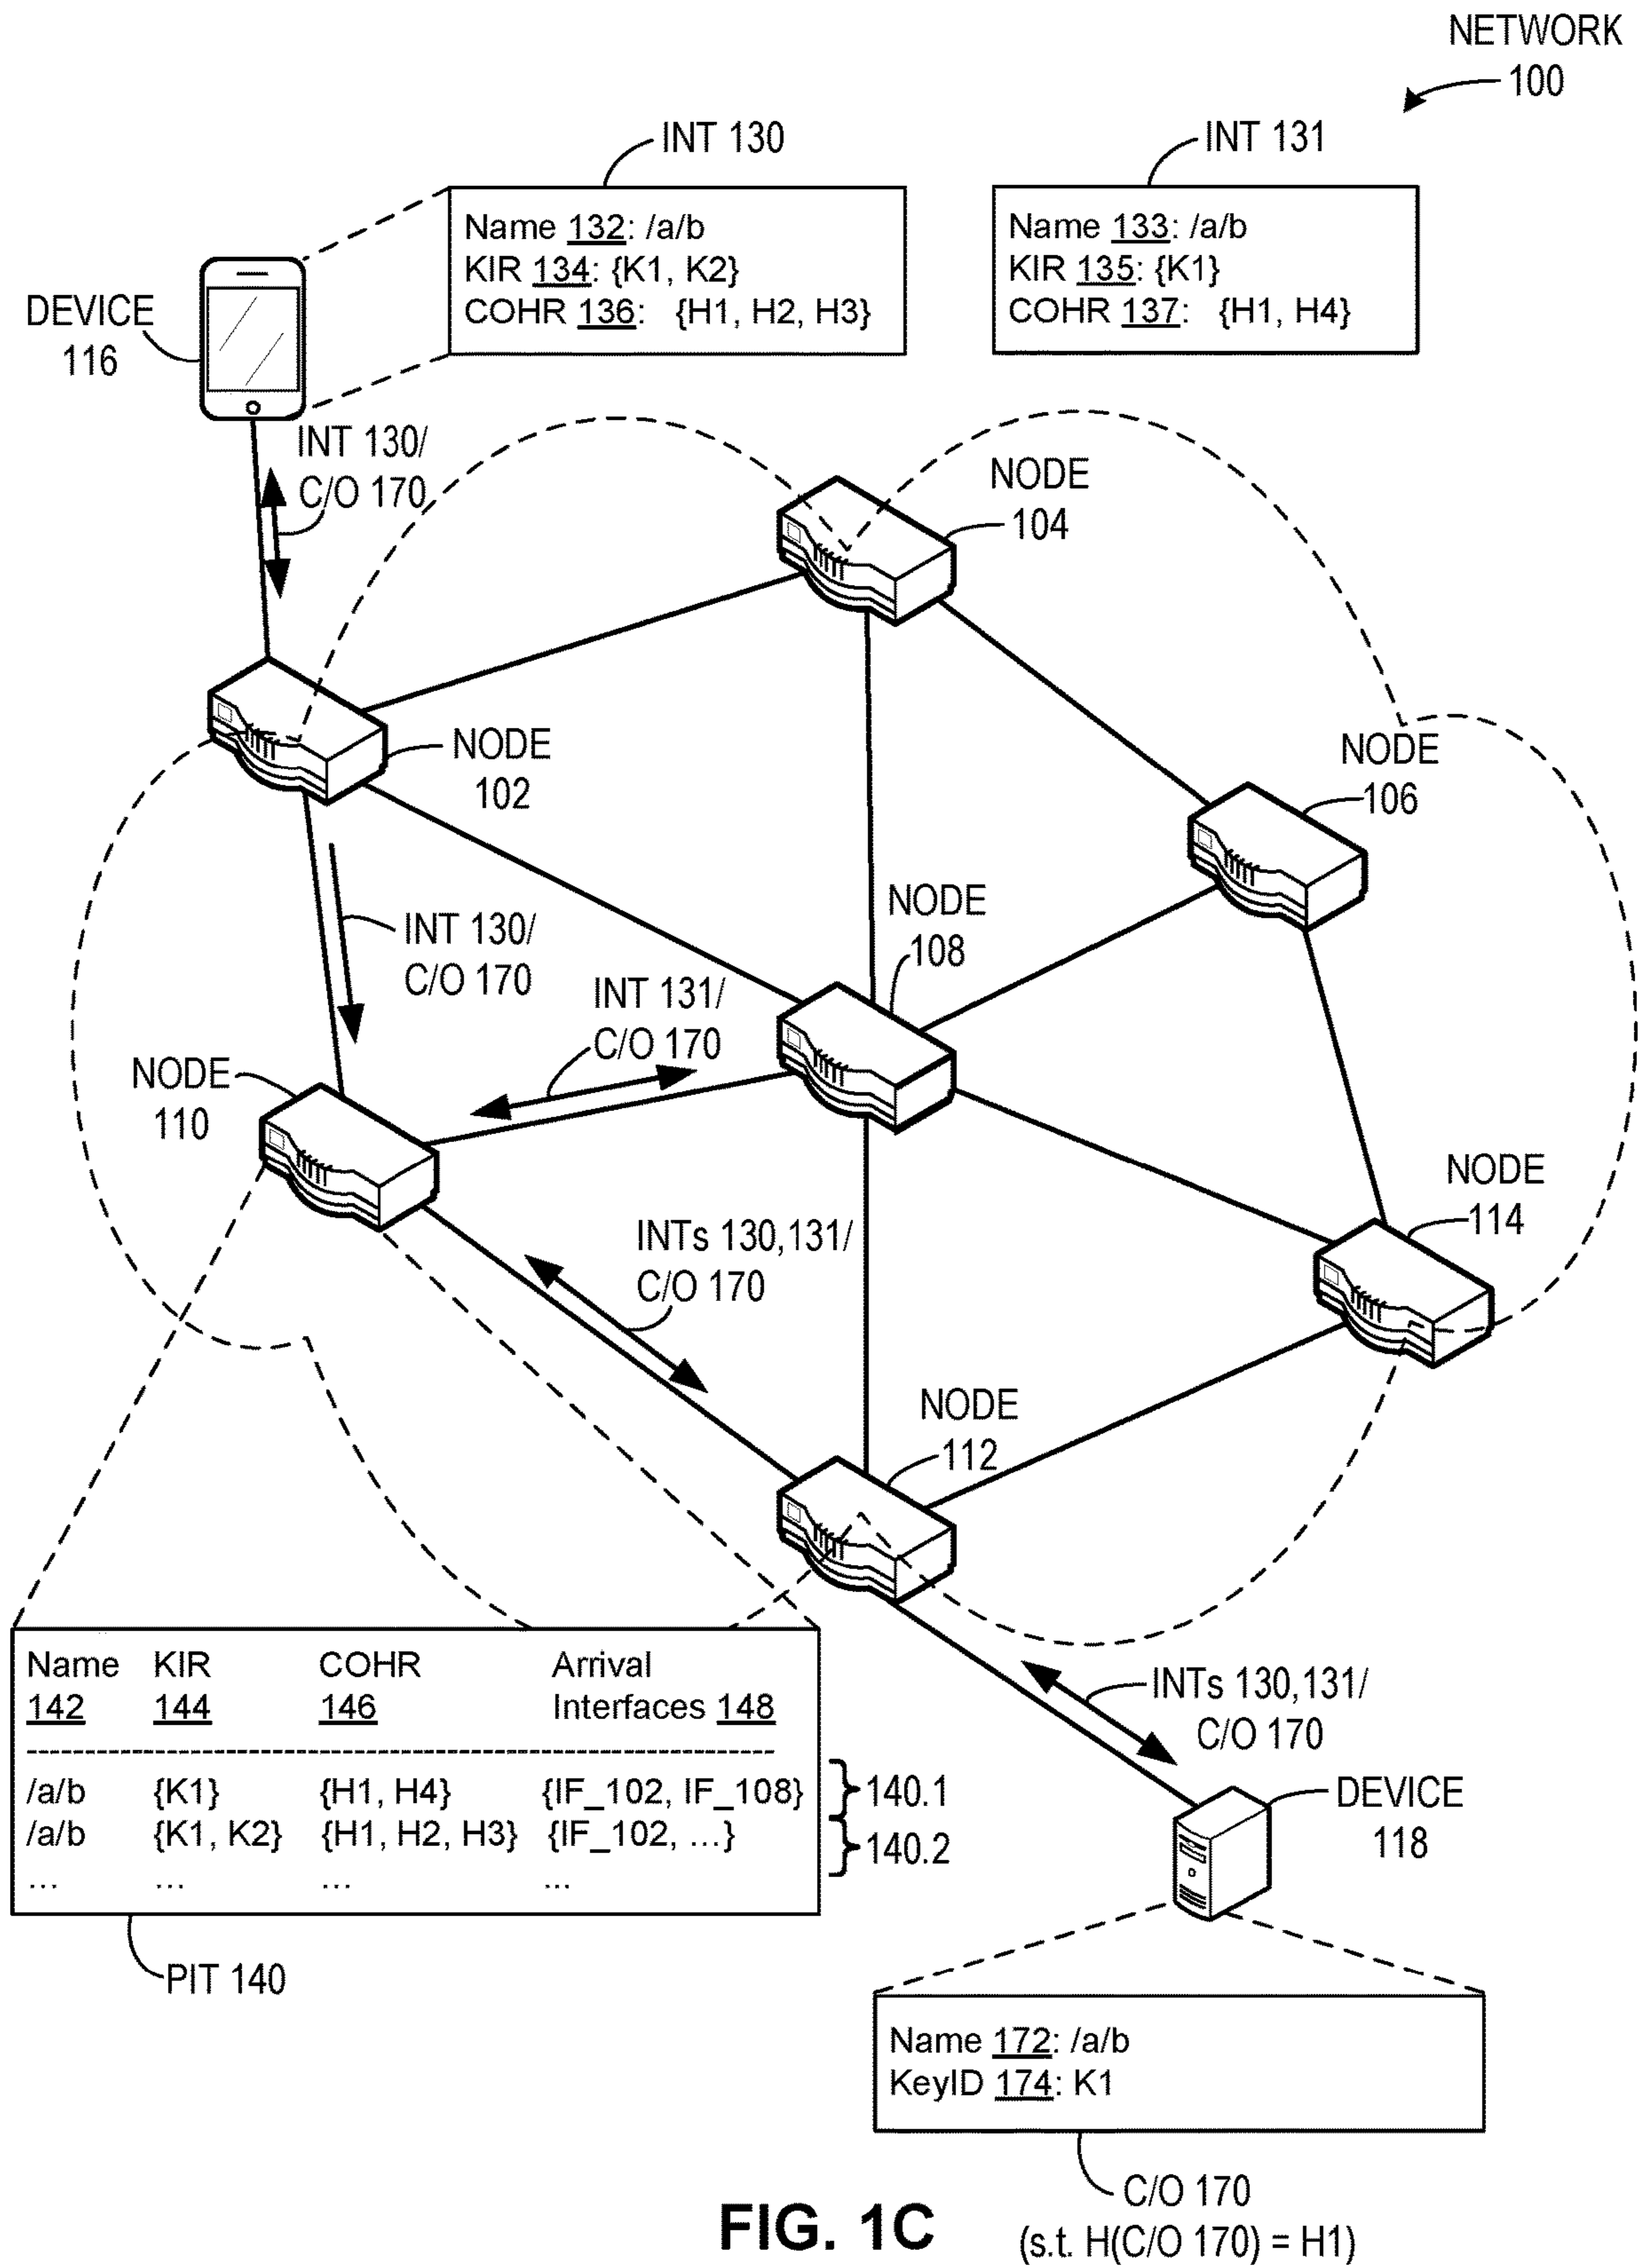 NETWORK
100
INT 130
INT 131
Name 132: /a/b
KIR 134: {K1, K2}
COHR 136: {H1, H2, H3}
Name 133: /a/b
KIR 135: {K1}
COHR 137: {H1, H4}
DEVICE
116
INT 130/
C/O 170
NODE
104
NODE
102
NODE
106
INT 130/
C/O 170
NODE
108
INT 131/
C/O 170
NODE
110
NODE
114
INTs 130,131/
C/O 170
NODE
112
Name KIR COHR Arrival
142 144 146 Interfaces 148
/a/b {K1} {H1, H4} {IF_102, IF_108}
140.1
/a/b {K1, K2} {H1, H2, H3} {IF_102, ...}
140.2
... ... ... ...
PIT 140
INTs 130,131/
C/O 170
DEVICE
118
Name 172: /a/b
KeyID 174: K1
C/O 170
(s.t. H(C/O 170) = H1)
FIG. 1C